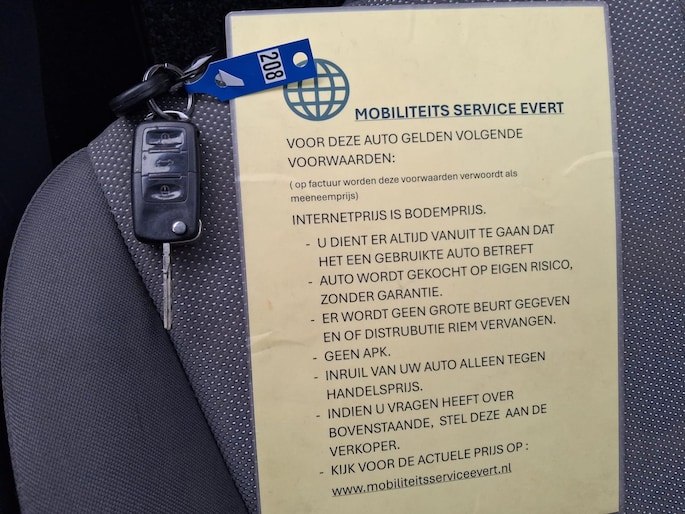 208
MOBILITEITS SERVICE EVERT
VOOR DEZE AUTO GELDEN VOLGENDE
VOORWAARDEN:
( op factuur worden deze voorwaarden verwoordt als
meeneemprijs)
INTERNETPRIJS IS BODEMPRIJS.
- U DIENT ER ALTIJD VANUIT TE GAAN DAT
HET EEN GEBRUIKTE AUTO BETREFT
- AUTO WORDT GEKOCHT OP EIGEN RISICO,
ZONDER GARANTIE.
- ER WORDT GEEN GROTE BEURT GEGEVEN
EN OF DISTRUBUTIE RIEM VERVANGEN.
- GEEN APK.
- INRUIL VAN UW AUTO ALLEEN TEGEN
HANDELSPRIJS.
- INDIEN U VRAGEN HEEFT OVER
BOVENSTAANDE, STEL DEZE AAN DE
VERKOPER.
- KIJK VOOR DE ACTUELE PRIJS OP :
www.mobiliteitsserviceevert.nl